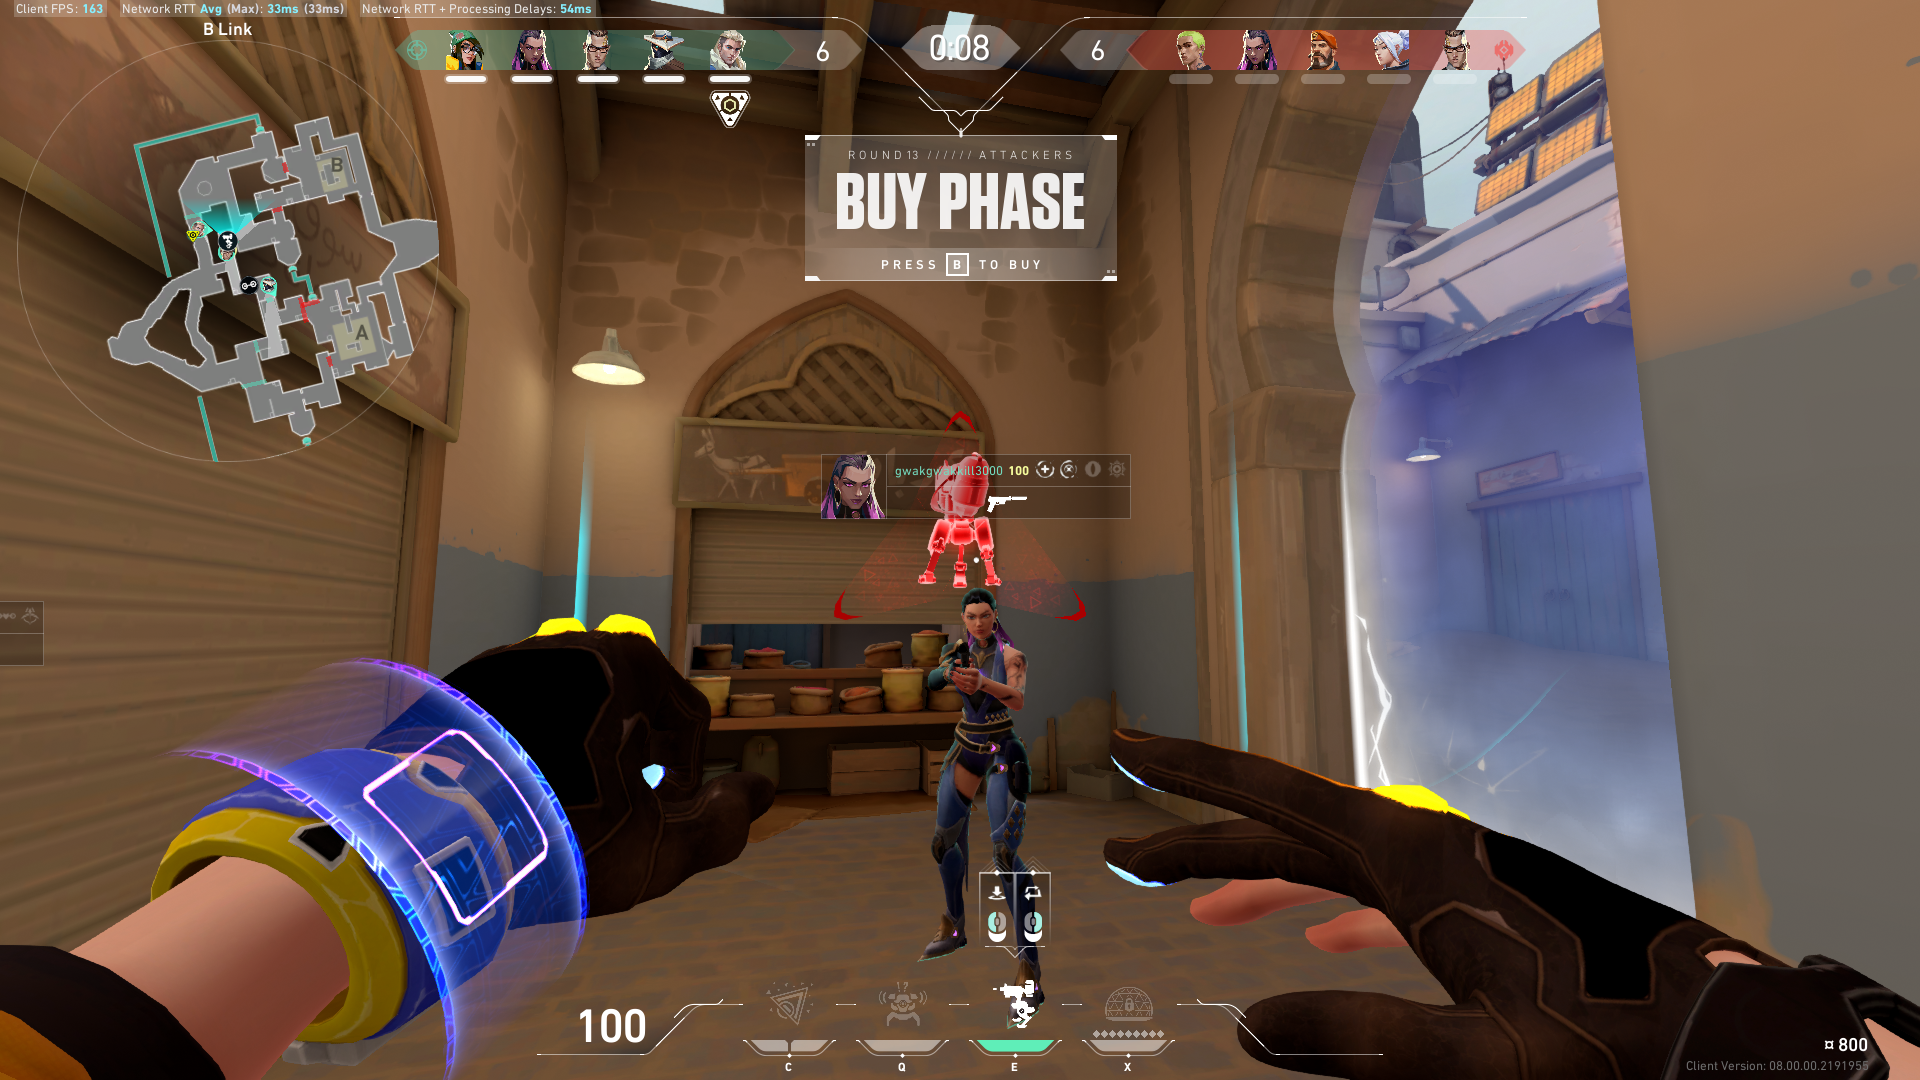 Client FPS: 163 Network RTT Avg (Max): 33ms (33ms) Network RTT + Processing Delays: 54ms
B Link
6 0:08 6
ROUND 13 ////// ATTACKERS
BUY PHASE
PRESS B TO BUY
B
A
gwakgwakkill3000 100
100
C Q E X
¤ 800
Client Version: 08.00.00.2191955